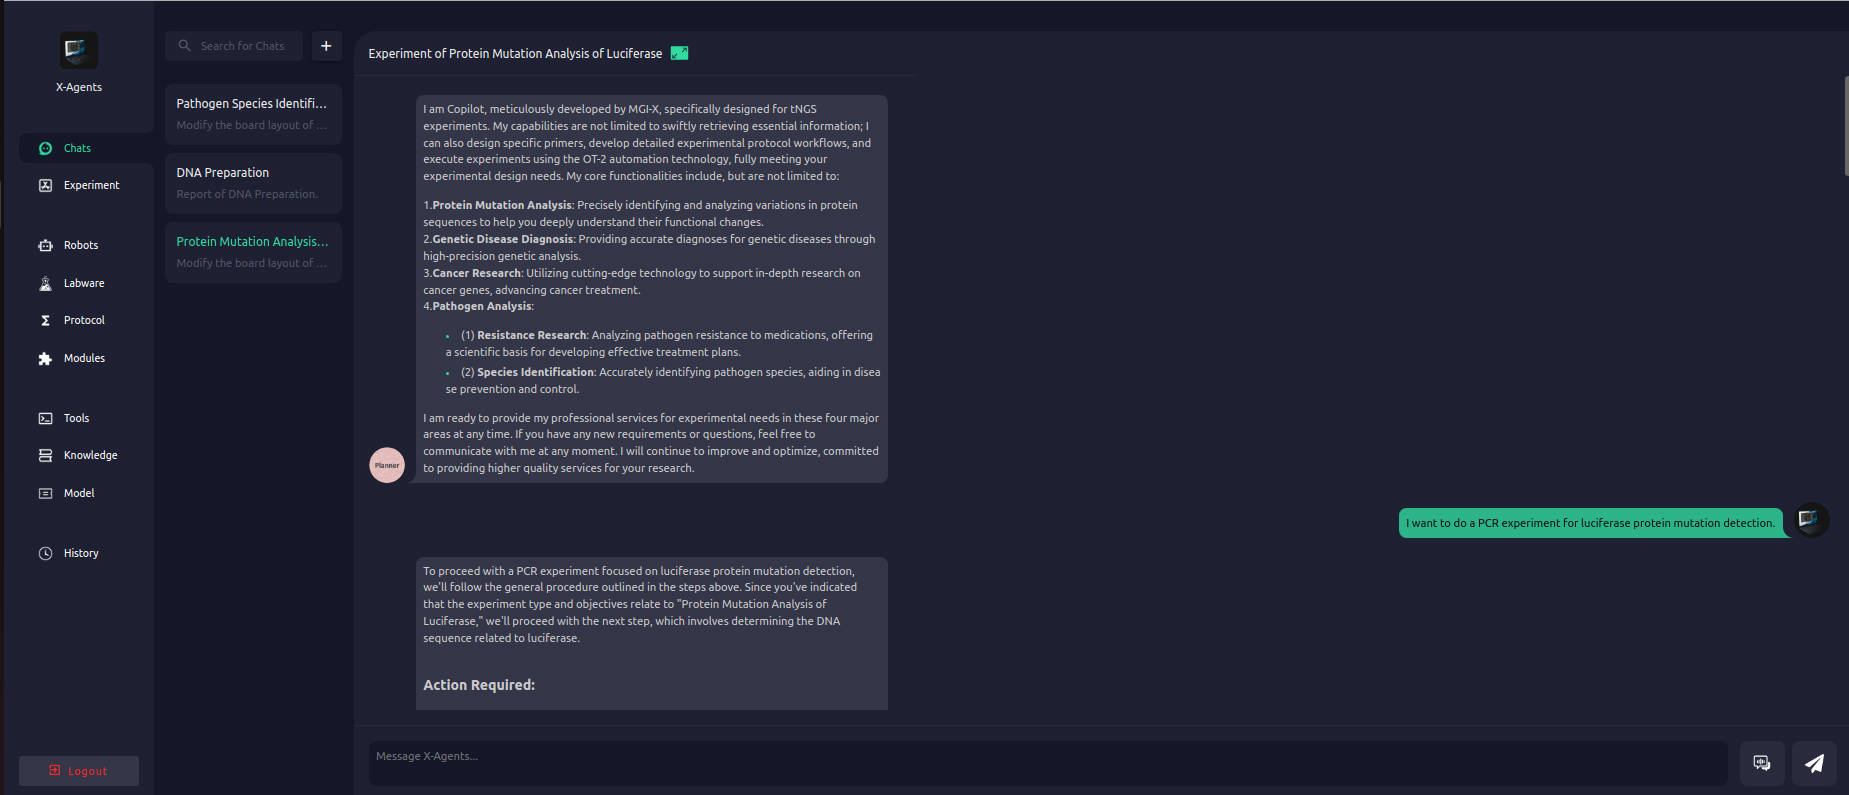 X-Agents
Chats
Experiment
Robots
Labware
Protocol
Modules
Tools
Knowledge
Model
History
Logout
Search for Chats
+
Pathogen Species Identifi...
Modify the board layout of ...
DNA Preparation
Report of DNA Preparation.
Protein Mutation Analysis...
Modify the board layout of ...
Experiment of Protein Mutation Analysis of Luciferase
I am Copilot, meticulously developed by MGI-X, specifically designed for tNGS
experiments. My capabilities are not limited to swiftly retrieving essential information; I
can also design specific primers, develop detailed experimental protocol workflows, and
execute experiments using the OT-2 automation technology, fully meeting your
experimental design needs. My core functionalities include, but are not limited to:
1.Protein Mutation Analysis: Precisely identifying and analyzing variations in protein
sequences to help you deeply understand their functional changes.
2.Genetic Disease Diagnosis: Providing accurate diagnoses for genetic diseases through
high-precision genetic analysis.
3.Cancer Research: Utilizing cutting-edge technology to support in-depth research on
cancer genes, advancing cancer treatment.
4.Pathogen Analysis:
• (1) Resistance Research: Analyzing pathogen resistance to medications, offering
a scientific basis for developing effective treatment plans.
• (2) Species Identification: Accurately identifying pathogen species, aiding in disea
se prevention and control.
I am ready to provide my professional services for experimental needs in these four major
areas at any time. If you have any new requirements or questions, feel free to
communicate with me at any moment. I will continue to improve and optimize, committed
to providing higher quality services for your research.
Planner
I want to do a PCR experiment for luciferase protein mutation detection.
To proceed with a PCR experiment focused on luciferase protein mutation detection,
we'll follow the general procedure outlined in the steps above. Since you've indicated
that the experiment type and objectives relate to "Protein Mutation Analysis of
Luciferase," we'll proceed with the next step, which involves determining the DNA
sequence related to luciferase.
Action Required:
Message X-Agents...